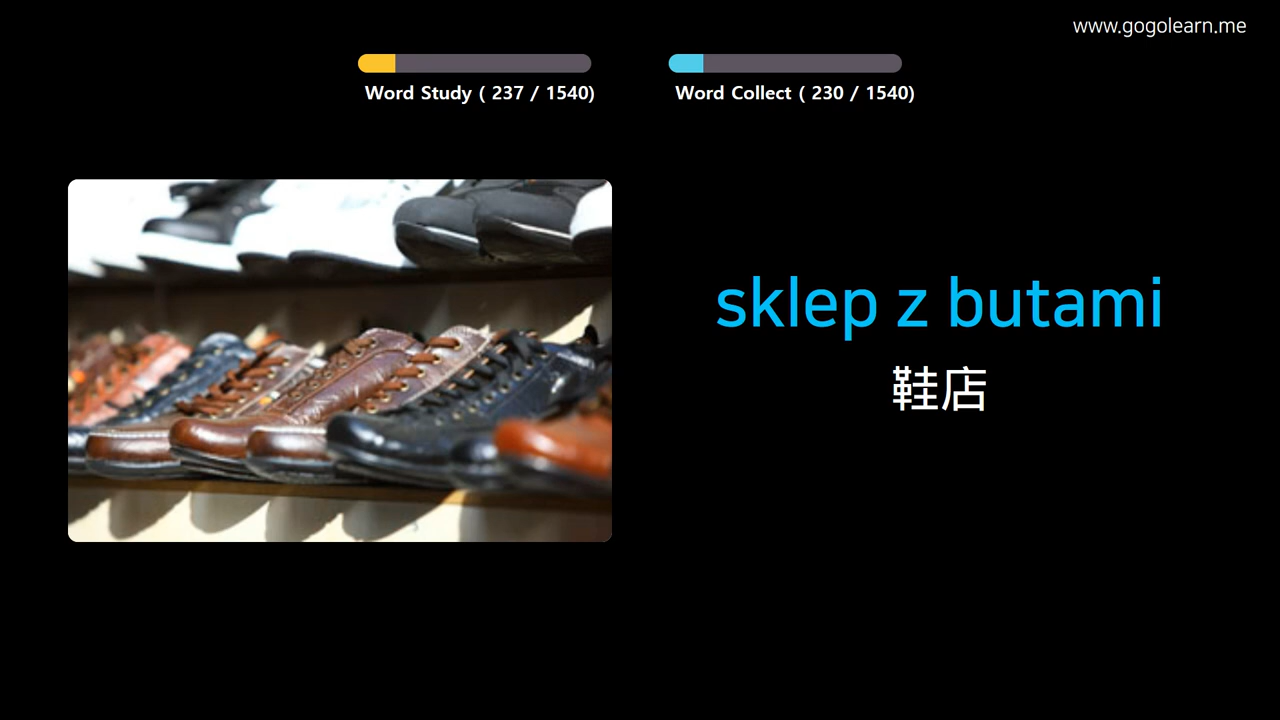 www.gogolearn.me
Word Study ( 237 / 1540)
Word Collect ( 230 / 1540)
sklep z butami
鞋店